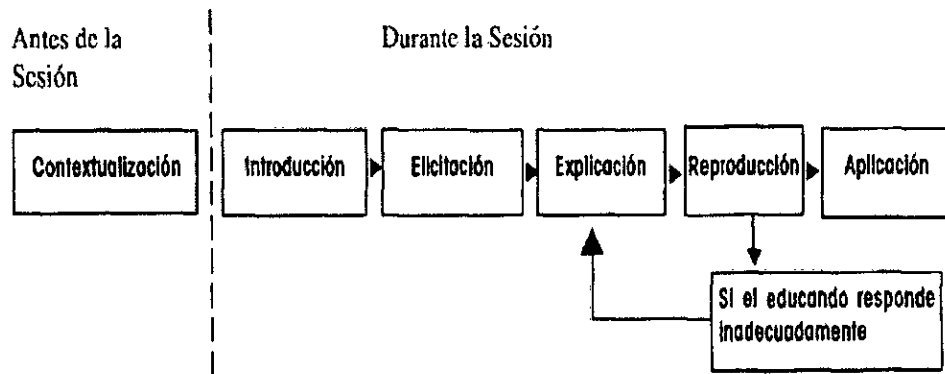 Antes de la
Sesión
Durante la Sesión
Contextualización
Introducción
Elicitación
Explicación
Reproducción
Aplicación
Si el educando responde
inadecuadamente